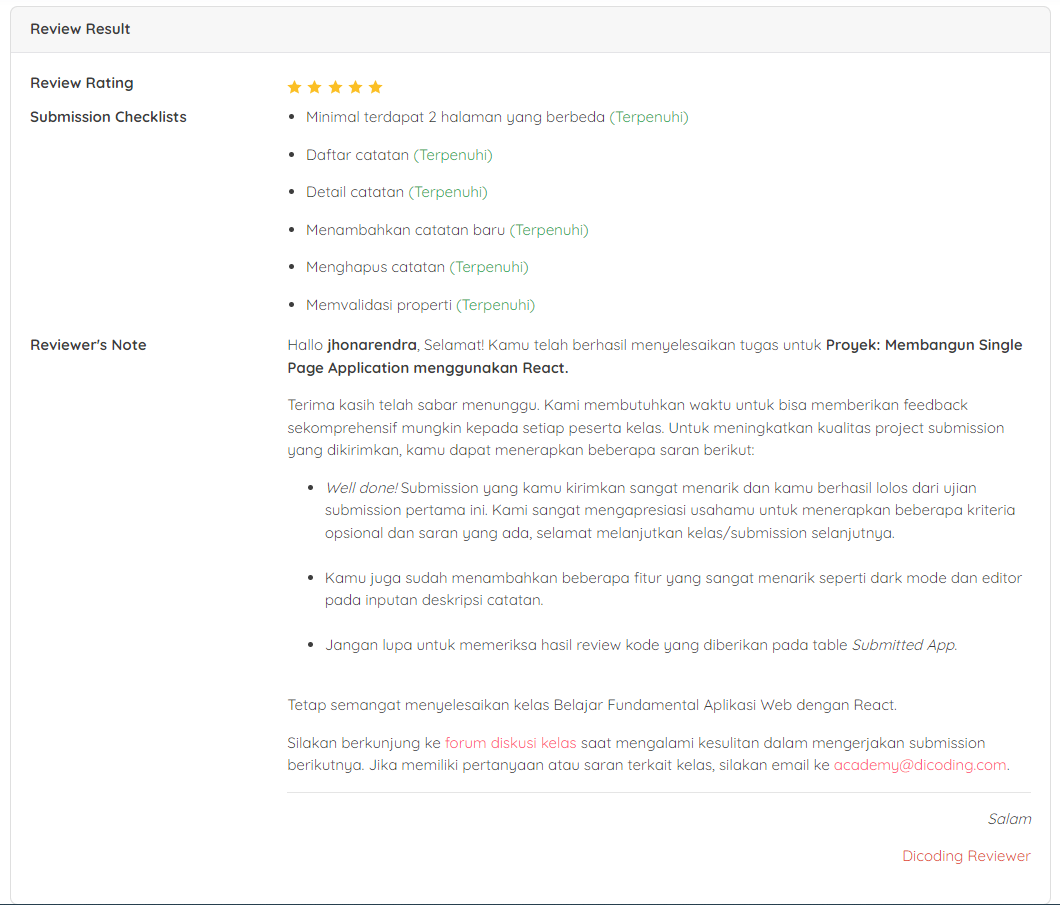 Review Result
Review Rating
Submission Checklists
• Minimal terdapat 2 halaman yang berbeda (Terpenuhi)
• Daftar catatan (Terpenuhi)
• Detail catatan (Terpenuhi)
• Menambahkan catatan baru (Terpenuhi)
• Menghapus catatan (Terpenuhi)
• Memvalidasi properti (Terpenuhi)
Reviewer's Note
Hallo jhonarendra, Selamat! Kamu telah berhasil menyelesaikan tugas untuk Proyek: Membangun Single
Page Application menggunakan React.
Terima kasih telah sabar menunggu. Kami membutuhkan waktu untuk bisa memberikan feedback
sekomprehensif mungkin kepada setiap peserta kelas. Untuk meningkatkan kualitas project submission
yang dikirimkan, kamu dapat menerapkan beberapa saran berikut:
• Well done! Submission yang kamu kirimkan sangat menarik dan kamu berhasil lolos dari ujian
submission pertama ini. Kami sangat mengapresiasi usahamu untuk menerapkan beberapa kriteria
opsional dan saran yang ada, selamat melanjutkan kelas/submission selanjutnya.
• Kamu juga sudah menambahkan beberapa fitur yang sangat menarik seperti dark mode dan editor
pada inputan deskripsi catatan.
• Jangan lupa untuk memeriksa hasil review kode yang diberikan pada table Submitted App.
Tetap semangat menyelesaikan kelas Belajar Fundamental Aplikasi Web dengan React.
Silakan berkunjung ke forum diskusi kelas saat mengalami kesulitan dalam mengerjakan submission
berikutnya. Jika memiliki pertanyaan atau saran terkait kelas, silakan email ke academy@dicoding.com.
Salam
Dicoding Reviewer